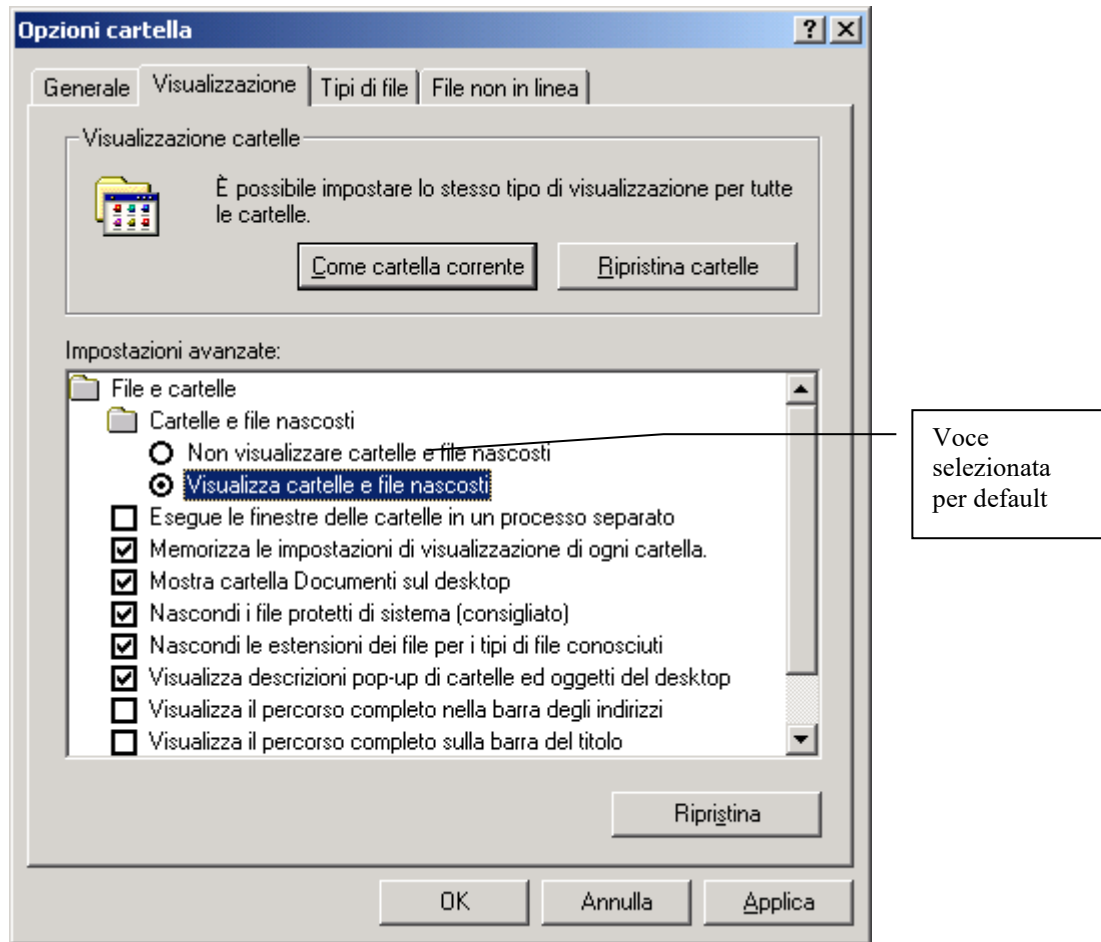 Opzioni cartella
Generale Visualizzazione Tipi di file File non in linea
Visualizzazione cartelle
È possibile impostare lo stesso tipo di visualizzazione per tutte
le cartelle.
Come cartella corrente Ripristina cartelle
Impostazioni avanzate:
File e cartelle
Cartelle e file nascosti
Non visualizzare cartelle e file nascosti
Visualizza cartelle e file nascosti
Esegue le finestre delle cartelle in un processo separato
Memorizza le impostazioni di visualizzazione di ogni cartella.
Mostra cartella Documenti sul desktop
Nascondi i file protetti di sistema (consigliato)
Nascondi le estensioni dei file per i tipi di file conosciuti
Visualizza descrizioni pop-up di cartelle ed oggetti del desktop
Visualizza il percorso completo nella barra degli indirizzi
Visualizza il percorso completo sulla barra del titolo
Ripristina
OK Annulla Applica
Voce
selezionata
per default